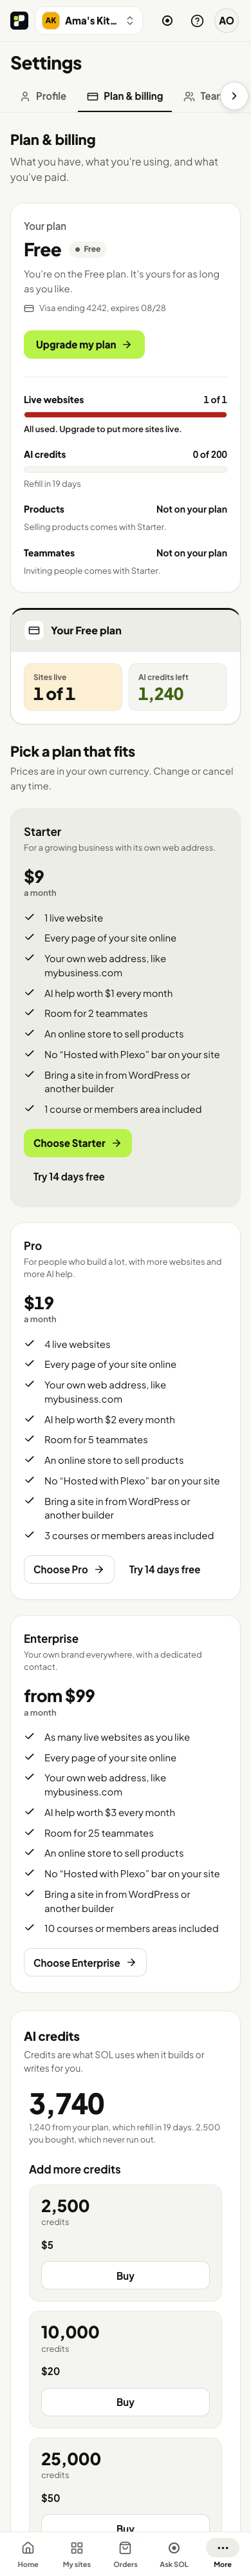 AK Ama's Kit... AO
Settings
Profile Plan & billing Tear
Plan & billing
What you have, what you're using, and what
you've paid.
Your plan
Free Free
You're on the Free plan. It's yours for as long
as you like.
Visa ending 4242, expires 08/28
Upgrade my plan
Live websites 1 of 1
All used. Upgrade to put more sites live.
AI credits 0 of 200
Refill in 19 days
Products Not on your plan
Selling products comes with Starter.
Teammates Not on your plan
Inviting people comes with Starter.
Your Free plan
Sites live AI credits left
1 of 1 1,240
Pick a plan that fits
Prices are in your own currency. Change or cancel
any time.
Starter
For a growing business with its own web address.
$9
a month
1 live website
Every page of your site online
Your own web address, like
mybusiness.com
AI help worth $1 every month
Room for 2 teammates
An online store to sell products
No “Hosted with Plexo” bar on your site
Bring a site in from WordPress or
another builder
1 course or members area included
Choose Starter
Try 14 days free
Pro
For people who build a lot, with more websites and
more AI help.
$19
a month
4 live websites
Every page of your site online
Your own web address, like
mybusiness.com
AI help worth $2 every month
Room for 5 teammates
An online store to sell products
No “Hosted with Plexo” bar on your site
Bring a site in from WordPress or
another builder
3 courses or members areas included
Choose Pro Try 14 days free
Enterprise
Your own brand everywhere, with a dedicated
contact.
from $99
a month
As many live websites as you like
Every page of your site online
Your own web address, like
mybusiness.com
AI help worth $3 every month
Room for 25 teammates
An online store to sell products
No “Hosted with Plexo” bar on your site
Bring a site in from WordPress or
another builder
10 courses or members areas included
Choose Enterprise
AI credits
Credits are what SOL uses when it builds or
writes for you.
3,740
1,240 from your plan, which refill in 19 days. 2,500
you bought, which never run out.
Add more credits
2,500
credits
$5
Buy
10,000
credits
$20
Buy
25,000
credits
$50
Buy
Home My sites Orders Ask SOL More